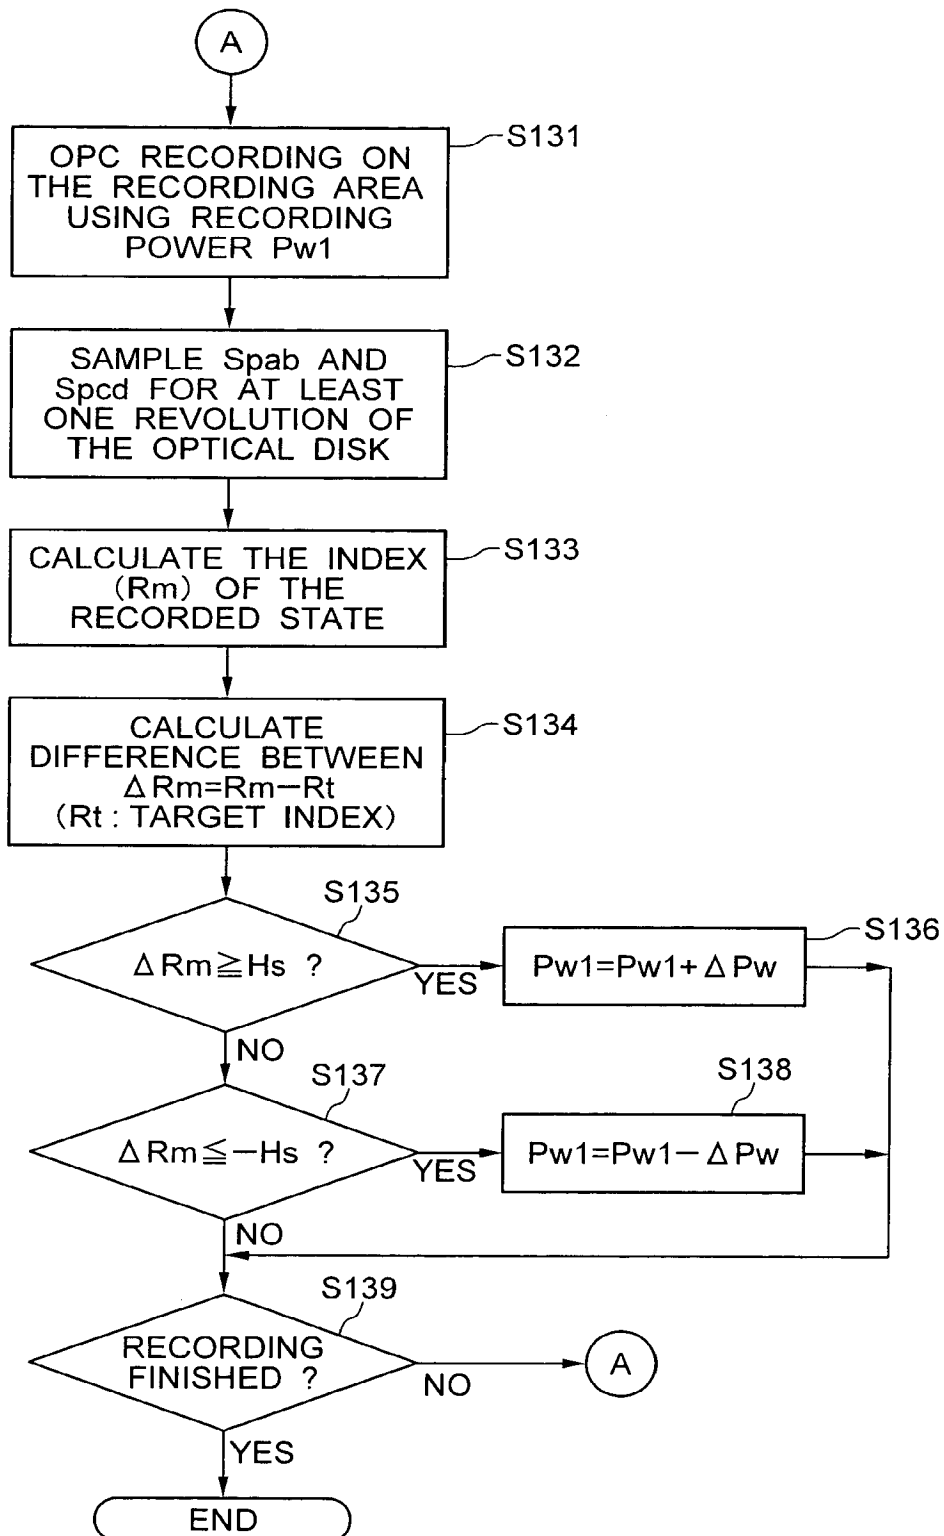 A
S131
OPC RECORDING ON
THE RECORDING AREA
USING RECORDING
POWER Pw1
S132
SAMPLE Spab AND
Spcd FOR AT LEAST
ONE REVOLUTION OF
THE OPTICAL DISK
S133
CALCULATE THE INDEX
(Rm) OF THE
RECORDED STATE
S134
CALCULATE
DIFFERENCE BETWEEN
ΔRm=Rm−Rt
(Rt : TARGET INDEX)
S135
ΔRm≧Hs ?
YES
S136
Pw1=Pw1+ΔPw
NO
S137
ΔRm≦−Hs ?
YES
S138
Pw1=Pw1−ΔPw
NO
S139
RECORDING
FINISHED ?
NO
A
YES
END